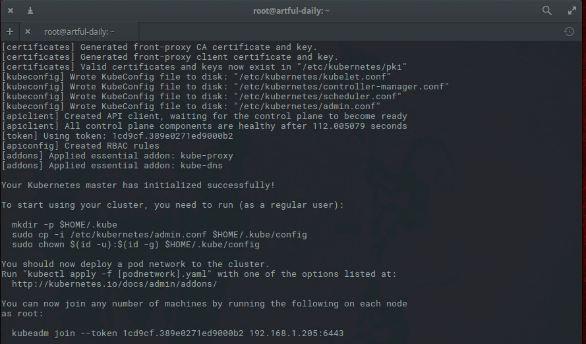 root@artful-daily: ~
root@artful-daily: ~
[certificates] Generated front-proxy CA certificate and key.
[certificates] Generated front-proxy client certificate and key.
[certificates] Valid certificates and keys now exist in "/etc/kubernetes/pki"
[kubeconfig] Wrote KubeConfig file to disk: "/etc/kubernetes/kubelet.conf"
[kubeconfig] Wrote KubeConfig file to disk: "/etc/kubernetes/controller-manager.conf"
[kubeconfig] Wrote KubeConfig file to disk: "/etc/kubernetes/scheduler.conf"
[kubeconfig] Wrote KubeConfig file to disk: "/etc/kubernetes/admin.conf"
[apiclient] Created API client, waiting for the control plane to become ready
[apiclient] All control plane components are healthy after 112.005079 seconds
[token] Using token: 1cd9cf.389e0271ed9000b2
[apiconfig] Created RBAC rules
[addons] Applied essential addon: kube-proxy
[addons] Applied essential addon: kube-dns
Your Kubernetes master has initialized successfully!
To start using your cluster, you need to run (as a regular user):
mkdir -p $HOME/.kube
sudo cp -i /etc/kubernetes/admin.conf $HOME/.kube/config
sudo chown $(id -u):$(id -g) $HOME/.kube/config
You should now deploy a pod network to the cluster.
Run "kubectl apply -f [podnetwork].yaml" with one of the options listed at:
http://kubernetes.io/docs/admin/addons/
You can now join any number of machines by running the following on each node
as root:
kubeadm join --token 1cd9cf.389e0271ed9000b2 192.168.1.205:6443